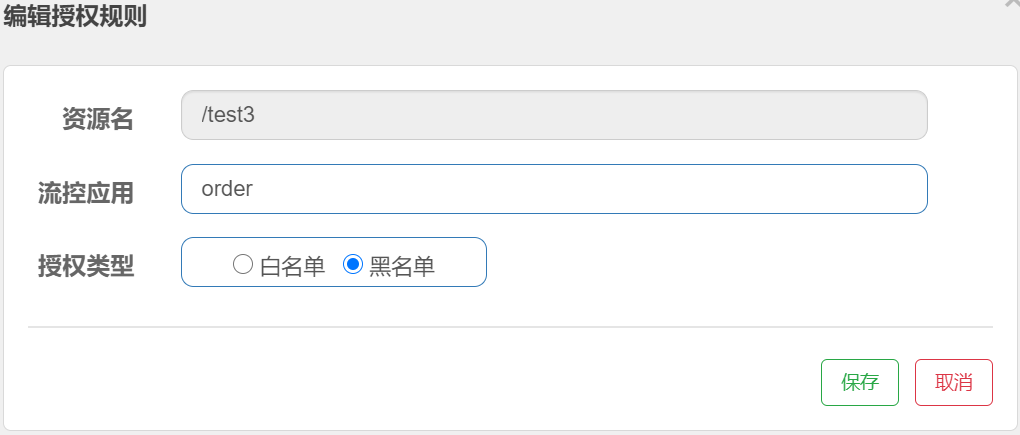 编辑授权规则
资源名 /test3
流控应用 order
授权类型 白名单 黑名单
保存 取消